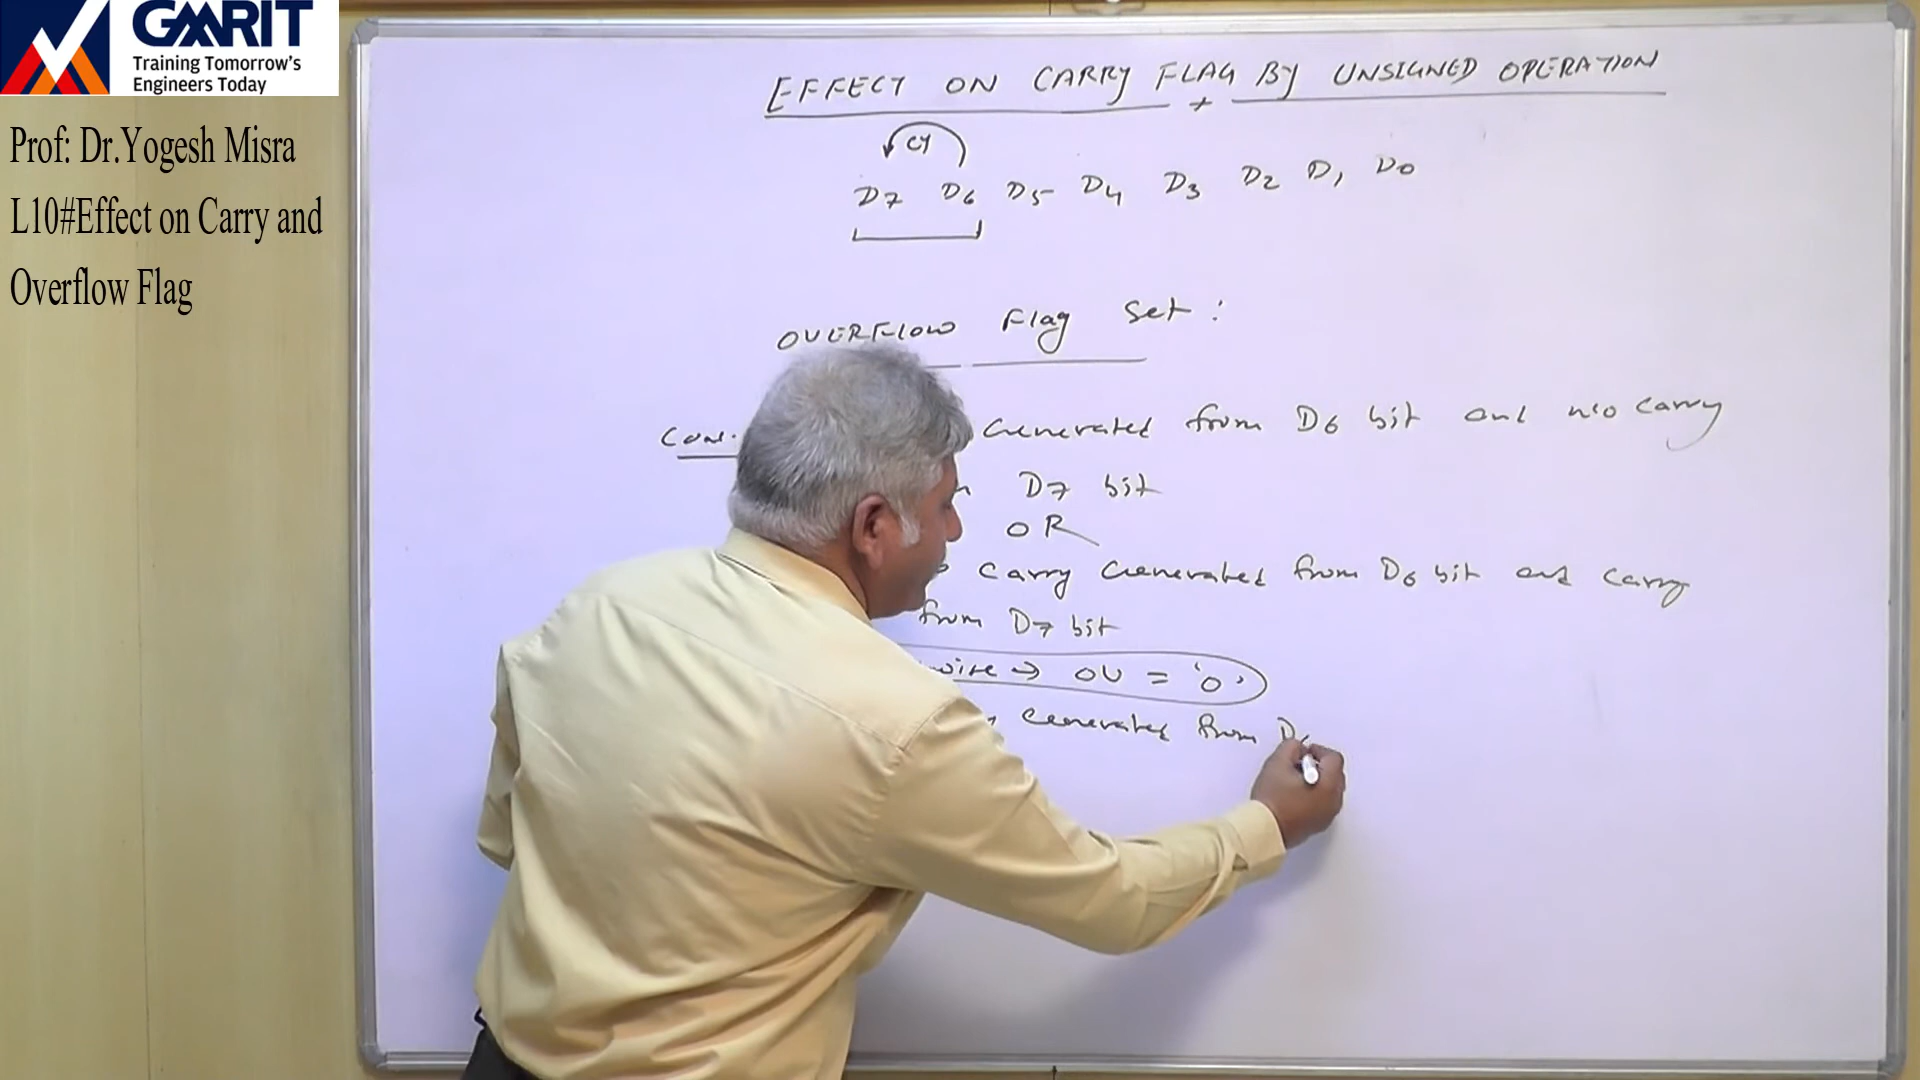 GMRIT
Training Tomorrow's
Engineers Today
Prof: Dr.Yogesh Misra
L10#Effect on Carry and
Overflow Flag
EFFECT ON CARRY FLAG BY UNSIGNED OPERATION
CY
D7 D6 D5 D4 D3 D2 D1 D0
OVERFLOW Flag Set :
Generated from D6 bit and no carry
D7 bit
OR
carry Generated from D6 bit and carry
from D7 bit
→ OV = '0'
Generated from D6